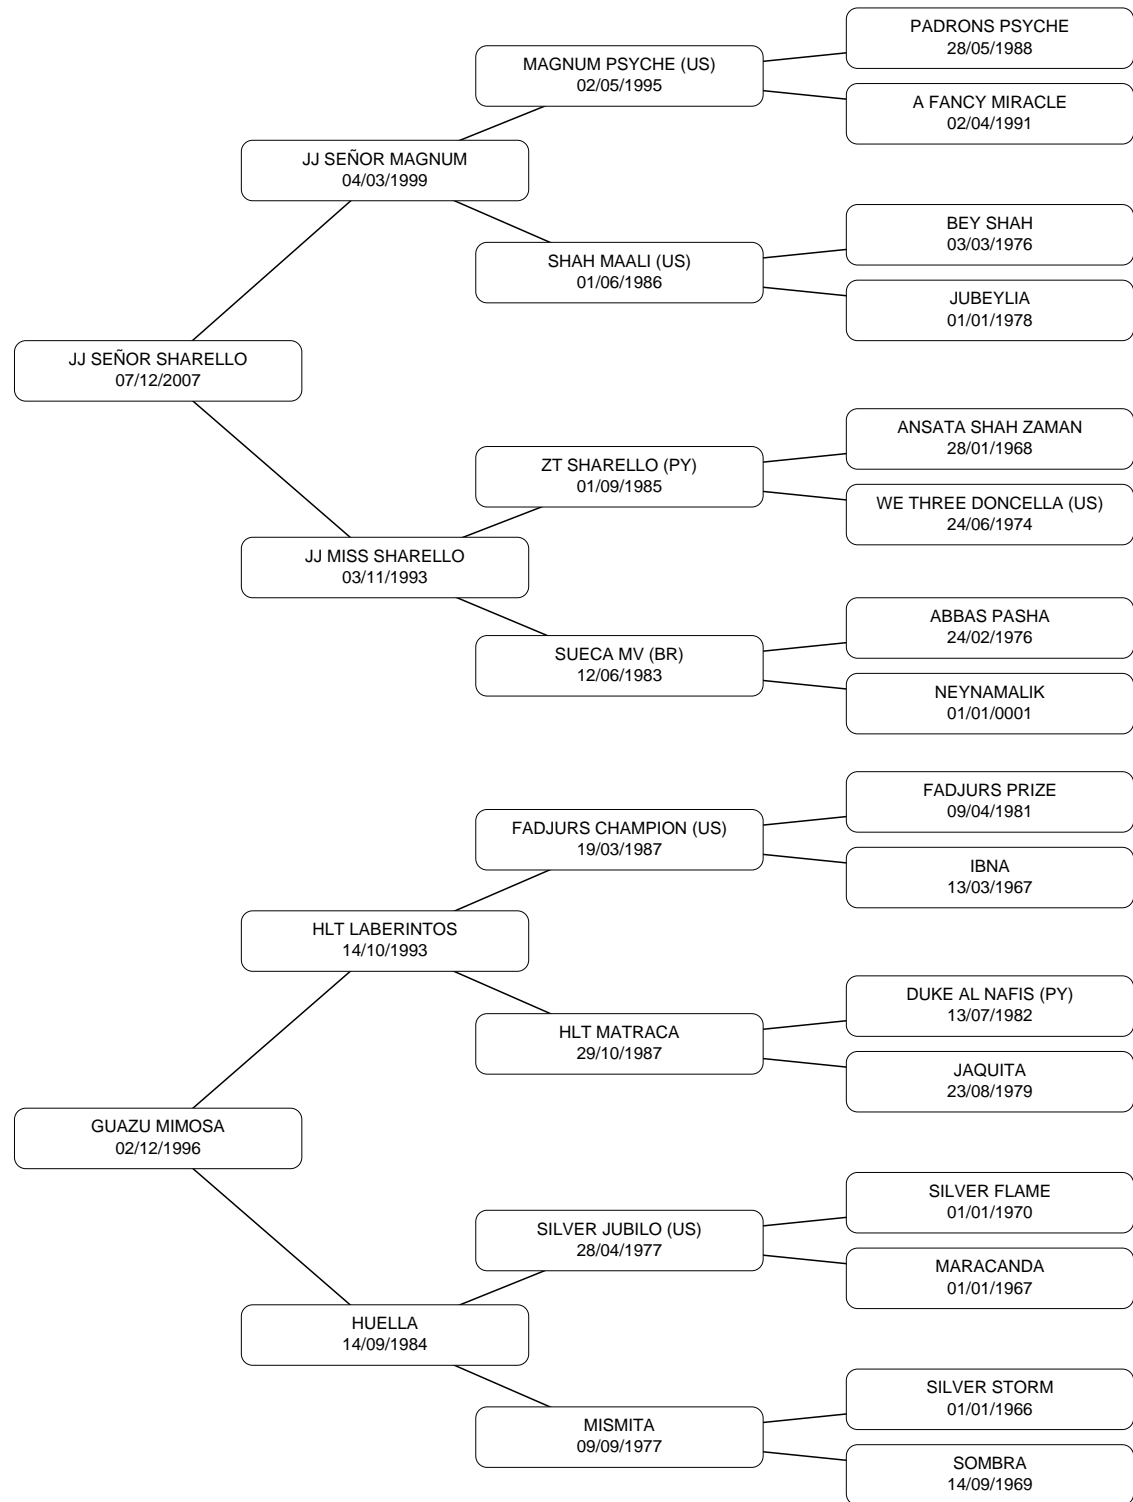 PADRONS PSYCHE
28/05/1988
MAGNUM PSYCHE (US)
02/05/1995
A FANCY MIRACLE
02/04/1991
JJ SEÑOR MAGNUM
04/03/1999
BEY SHAH
03/03/1976
SHAH MAALI (US)
01/06/1986
JUBEYLIA
01/01/1978
JJ SEÑOR SHARELLO
07/12/2007
ANSATA SHAH ZAMAN
28/01/1968
ZT SHARELLO (PY)
01/09/1985
WE THREE DONCELLA (US)
24/06/1974
JJ MISS SHARELLO
03/11/1993
ABBAS PASHA
24/02/1976
SUECA MV (BR)
12/06/1983
NEYNAMALIK
01/01/0001
FADJURS PRIZE
09/04/1981
FADJURS CHAMPION (US)
19/03/1987
IBNA
13/03/1967
HLT LABERINTOS
14/10/1993
DUKE AL NAFIS (PY)
13/07/1982
HLT MATRACA
29/10/1987
JAQUITA
23/08/1979
GUAZU MIMOSA
02/12/1996
SILVER FLAME
01/01/1970
SILVER JUBILO (US)
28/04/1977
MARACANDA
01/01/1967
HUELLA
14/09/1984
SILVER STORM
01/01/1966
MISMITA
09/09/1977
SOMBRA
14/09/1969